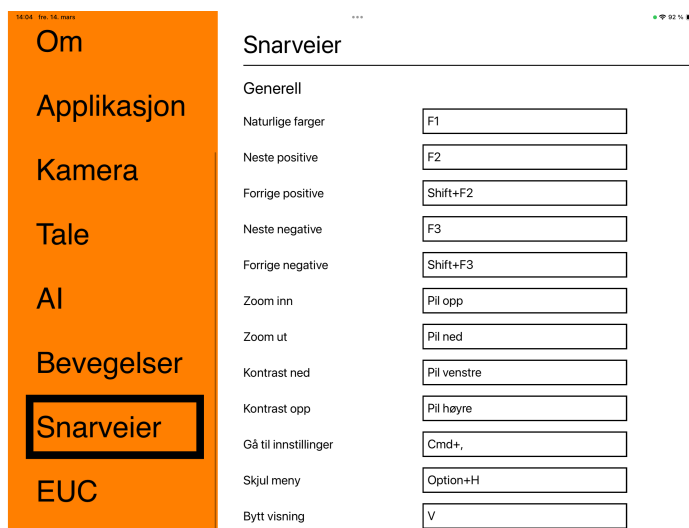 14:04 fre. 14. mars
92 %
Om
Applikasjon
Kamera
Tale
AI
Bevegelser
Snarveier
EUC
Snarveier
Generell
Naturlige farger F1
Neste positive F2
Forrige positive Shift+F2
Neste negative F3
Forrige negative Shift+F3
Zoom inn Pil opp
Zoom ut Pil ned
Kontrast ned Pil venstre
Kontrast opp Pil høyre
Gå til innstillinger Cmd+,
Skjul meny Option+H
Bytt visning V